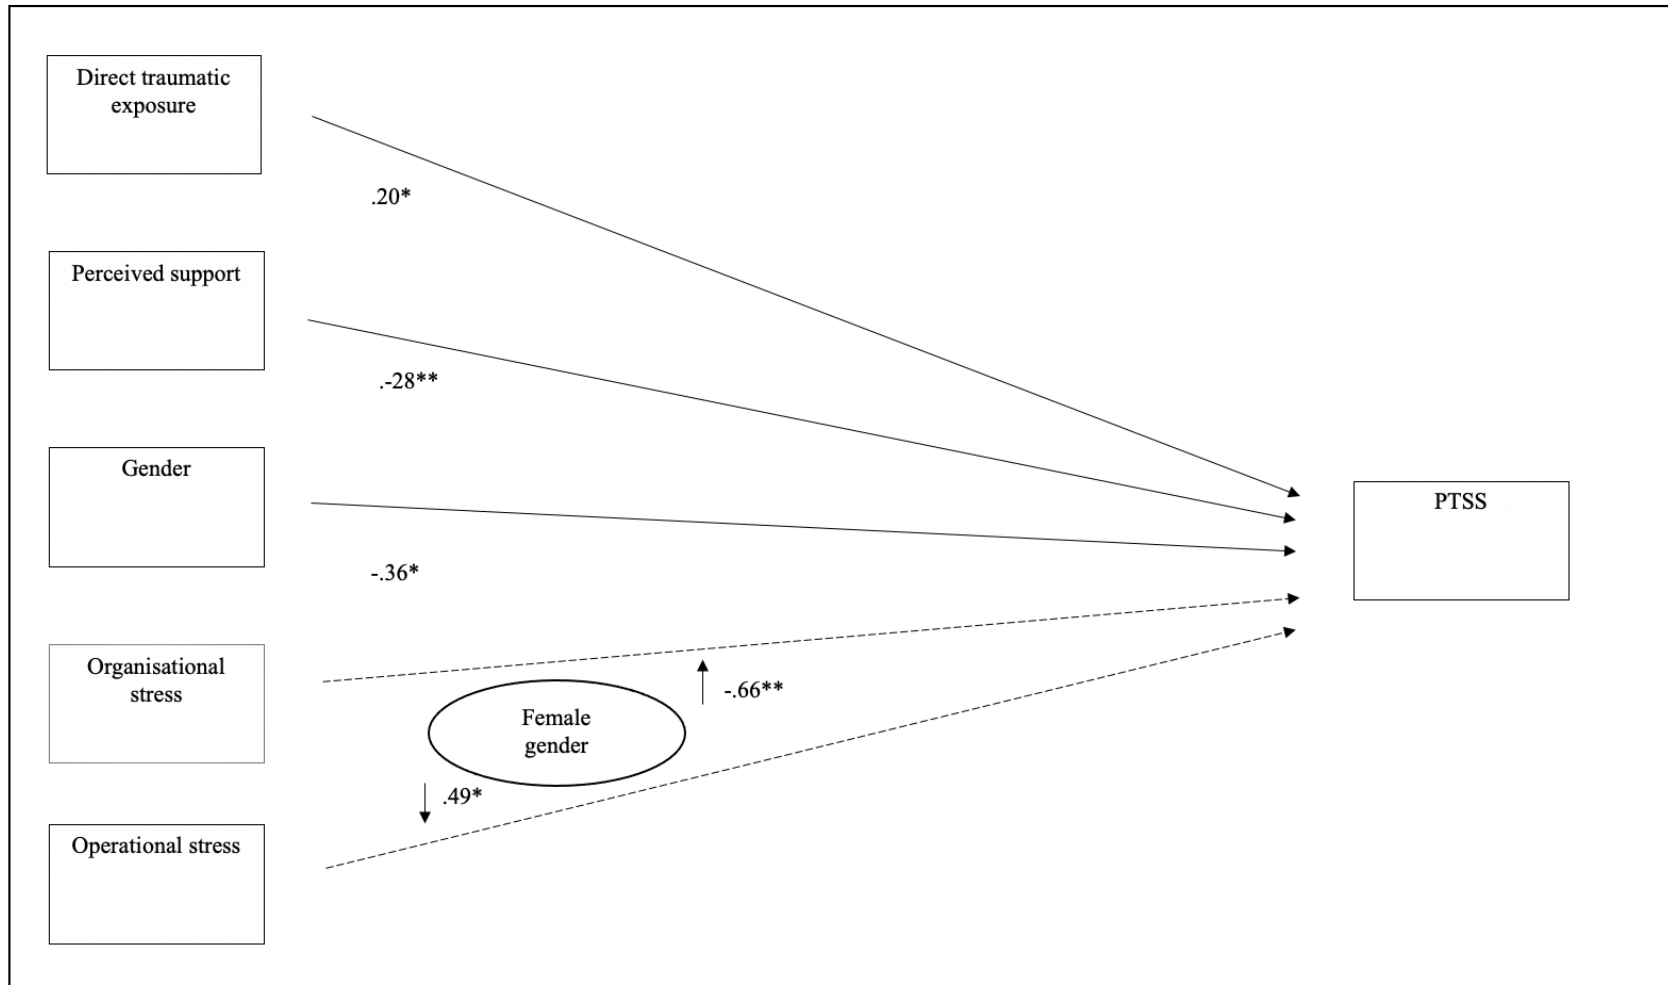 Direct traumatic
exposure
.20*
Perceived support
.-28**
Gender
-.36*
PTSS
Organisational
stress
-.66**
Female
gender
.49*
Operational stress